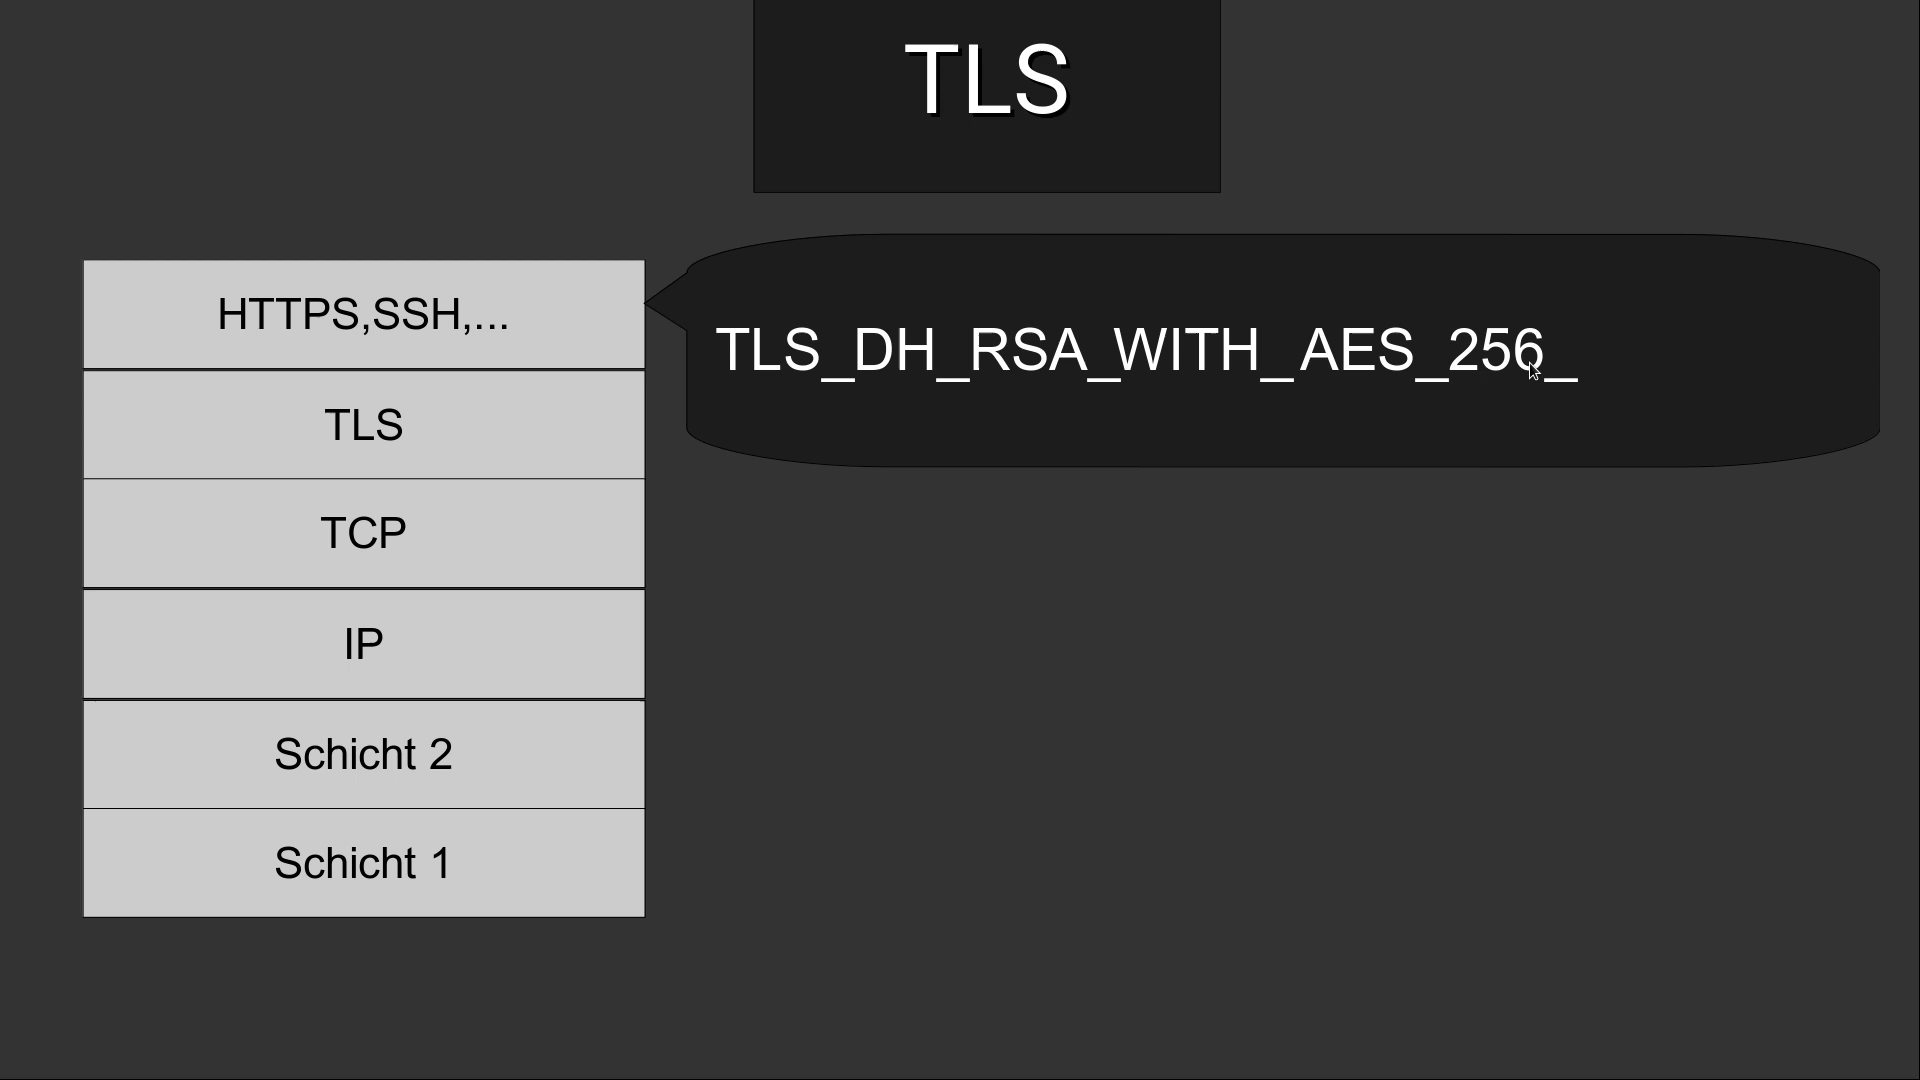 TLS
HTTPS,SSH,...
TLS_DH_RSA_WITH_AES_256_
TLS
TCP
IP
Schicht 2
Schicht 1